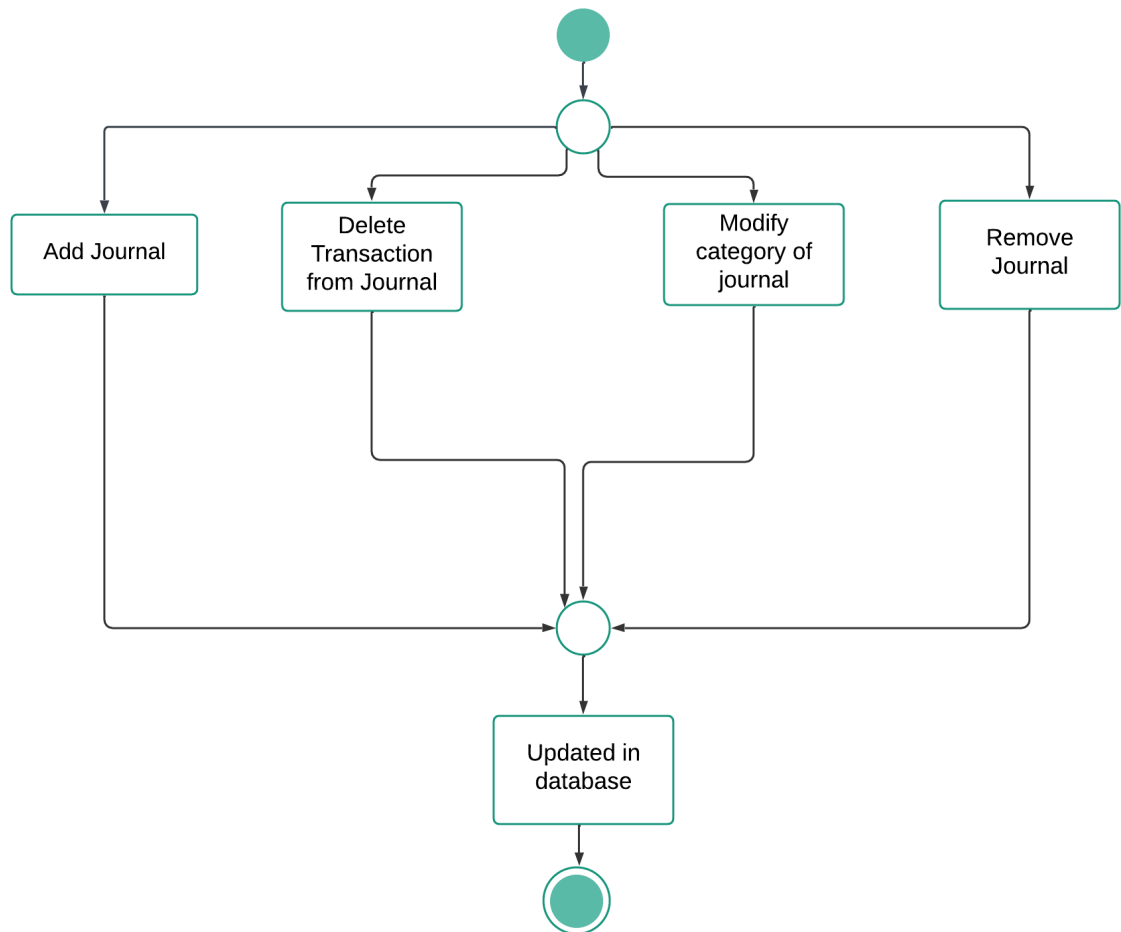 Add Journal
Delete
Transaction
from Journal
Modify
category of
journal
Remove
Journal
Updated in
database